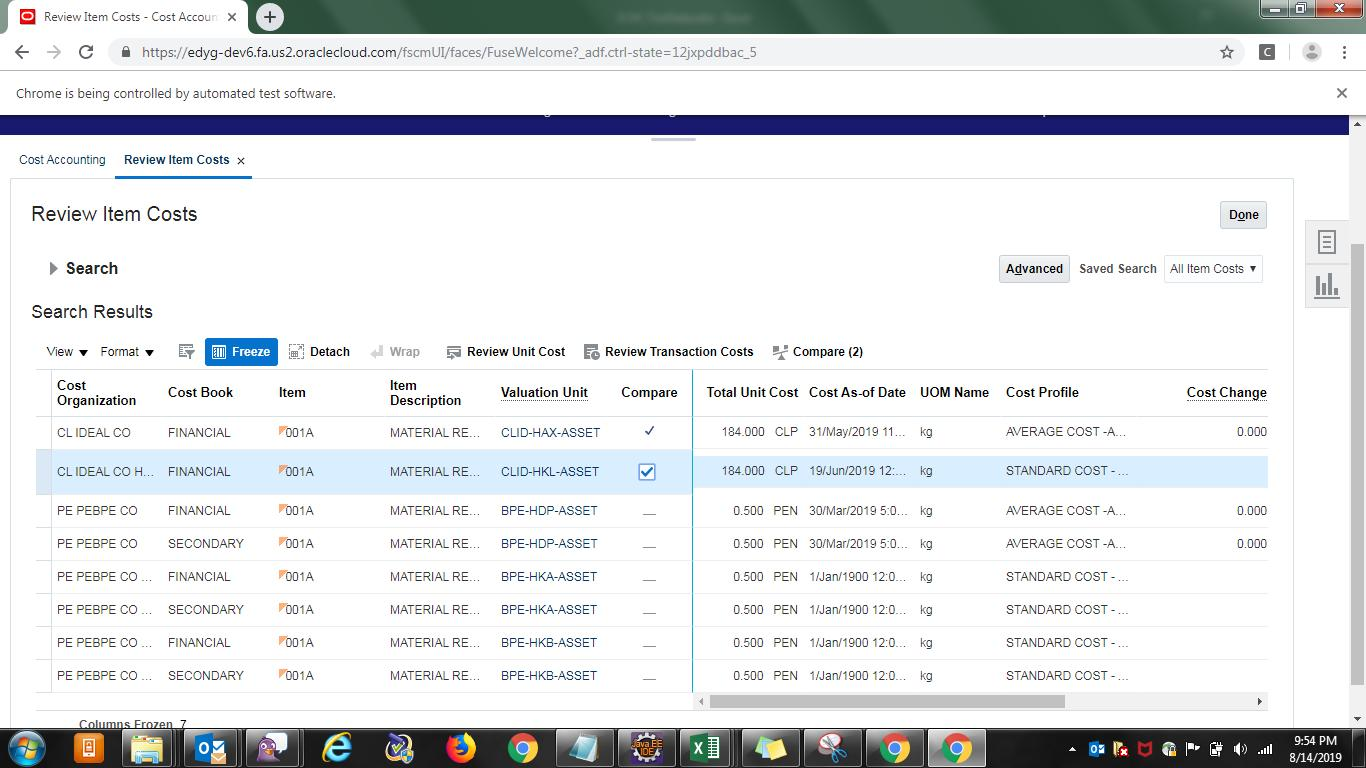 Review Item Costs - Cost Accoun
https://edyg-dev6.fa.us2.oraclecloud.com/fscmUI/faces/FuseWelcome?_adf.ctrl-state=12jxpddbac_5
C
Chrome is being controlled by automated test software.
Cost Accounting Review Item Costs
Review Item Costs Done
Search Advanced Saved Search All Item Costs
Search Results
View Format Freeze Detach Wrap Review Unit Cost Review Transaction Costs Compare (2)
Cost Organization Cost Book Item Item Description Valuation Unit Compare Total Unit Cost Cost As-of Date UOM Name Cost Profile Cost Change
CL IDEAL CO FINANCIAL 001A MATERIAL RE... CLID-HAX-ASSET 184.000 CLP 31/May/2019 11... kg AVERAGE COST -A... 0.000
CL IDEAL CO H... FINANCIAL 001A MATERIAL RE... CLID-HKL-ASSET 184.000 CLP 19/Jun/2019 12:... kg STANDARD COST - ...
PE PEBPE CO FINANCIAL 001A MATERIAL RE... BPE-HDP-ASSET 0.500 PEN 30/Mar/2019 5:0... kg AVERAGE COST -A... 0.000
PE PEBPE CO SECONDARY 001A MATERIAL RE... BPE-HDP-ASSET 0.500 PEN 30/Mar/2019 5:0... kg AVERAGE COST -A... 0.000
PE PEBPE CO ... FINANCIAL 001A MATERIAL RE... BPE-HKA-ASSET 0.500 PEN 1/Jan/1900 12:0... kg STANDARD COST - ...
PE PEBPE CO ... SECONDARY 001A MATERIAL RE... BPE-HKA-ASSET 0.500 PEN 1/Jan/1900 12:0... kg STANDARD COST - ...
PE PEBPE CO ... FINANCIAL 001A MATERIAL RE... BPE-HKB-ASSET 0.500 PEN 1/Jan/1900 12:0... kg STANDARD COST - ...
PE PEBPE CO ... SECONDARY 001A MATERIAL RE... BPE-HKB-ASSET 0.500 PEN 1/Jan/1900 12:0... kg STANDARD COST - ...
Columns Frozen 7
Java EE IDE
9:54 PM
8/14/2019